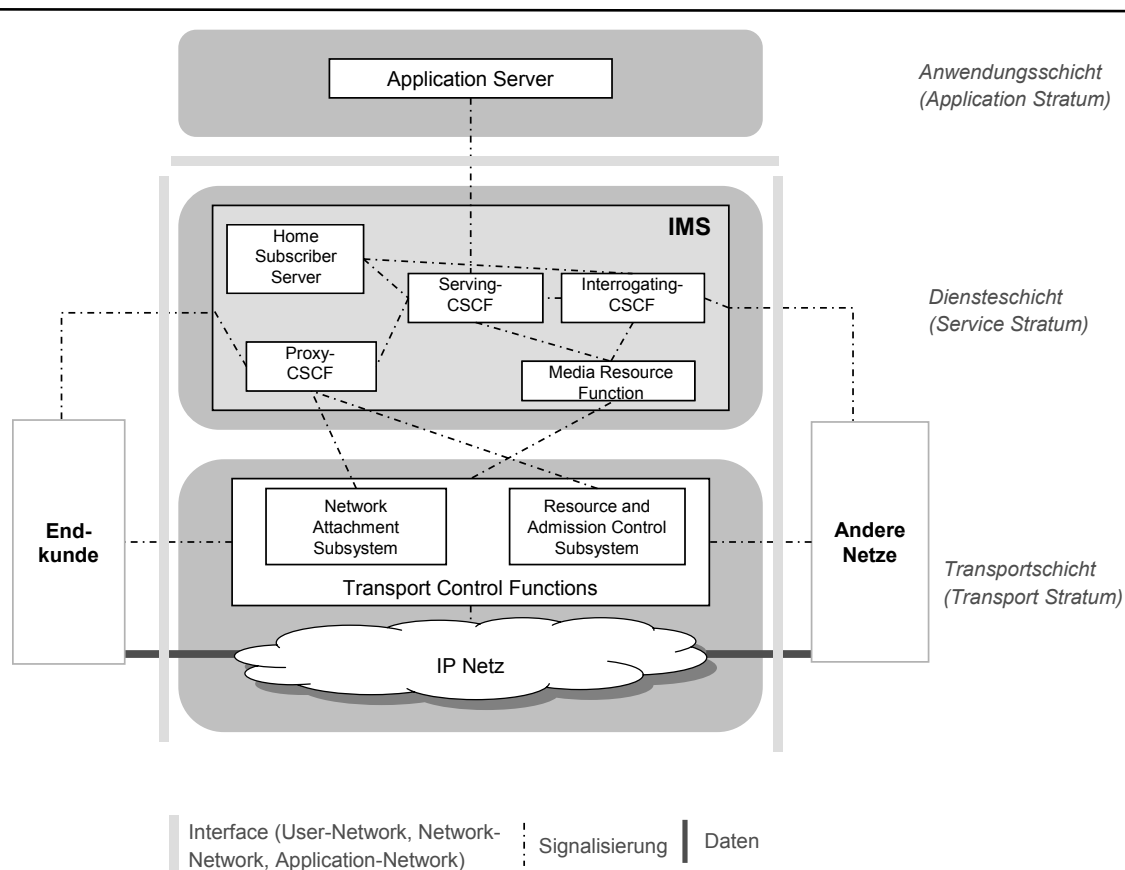 Application Server
Anwendungsschicht
(Application Stratum)
IMS
Home
Subscriber
Server
Serving-
CSCF
Interrogating-
CSCF
Diensteschicht
(Service Stratum)
Proxy-
CSCF
Media Resource
Function
End-
kunde
Network
Attachment
Subsystem
Resource and
Admission Control
Subsystem
Transport Control Functions
Andere
Netze
Transportschicht
(Transport Stratum)
IP Netz
Interface (User-Network, Network-
Network, Application-Network)
Signalisierung
Daten